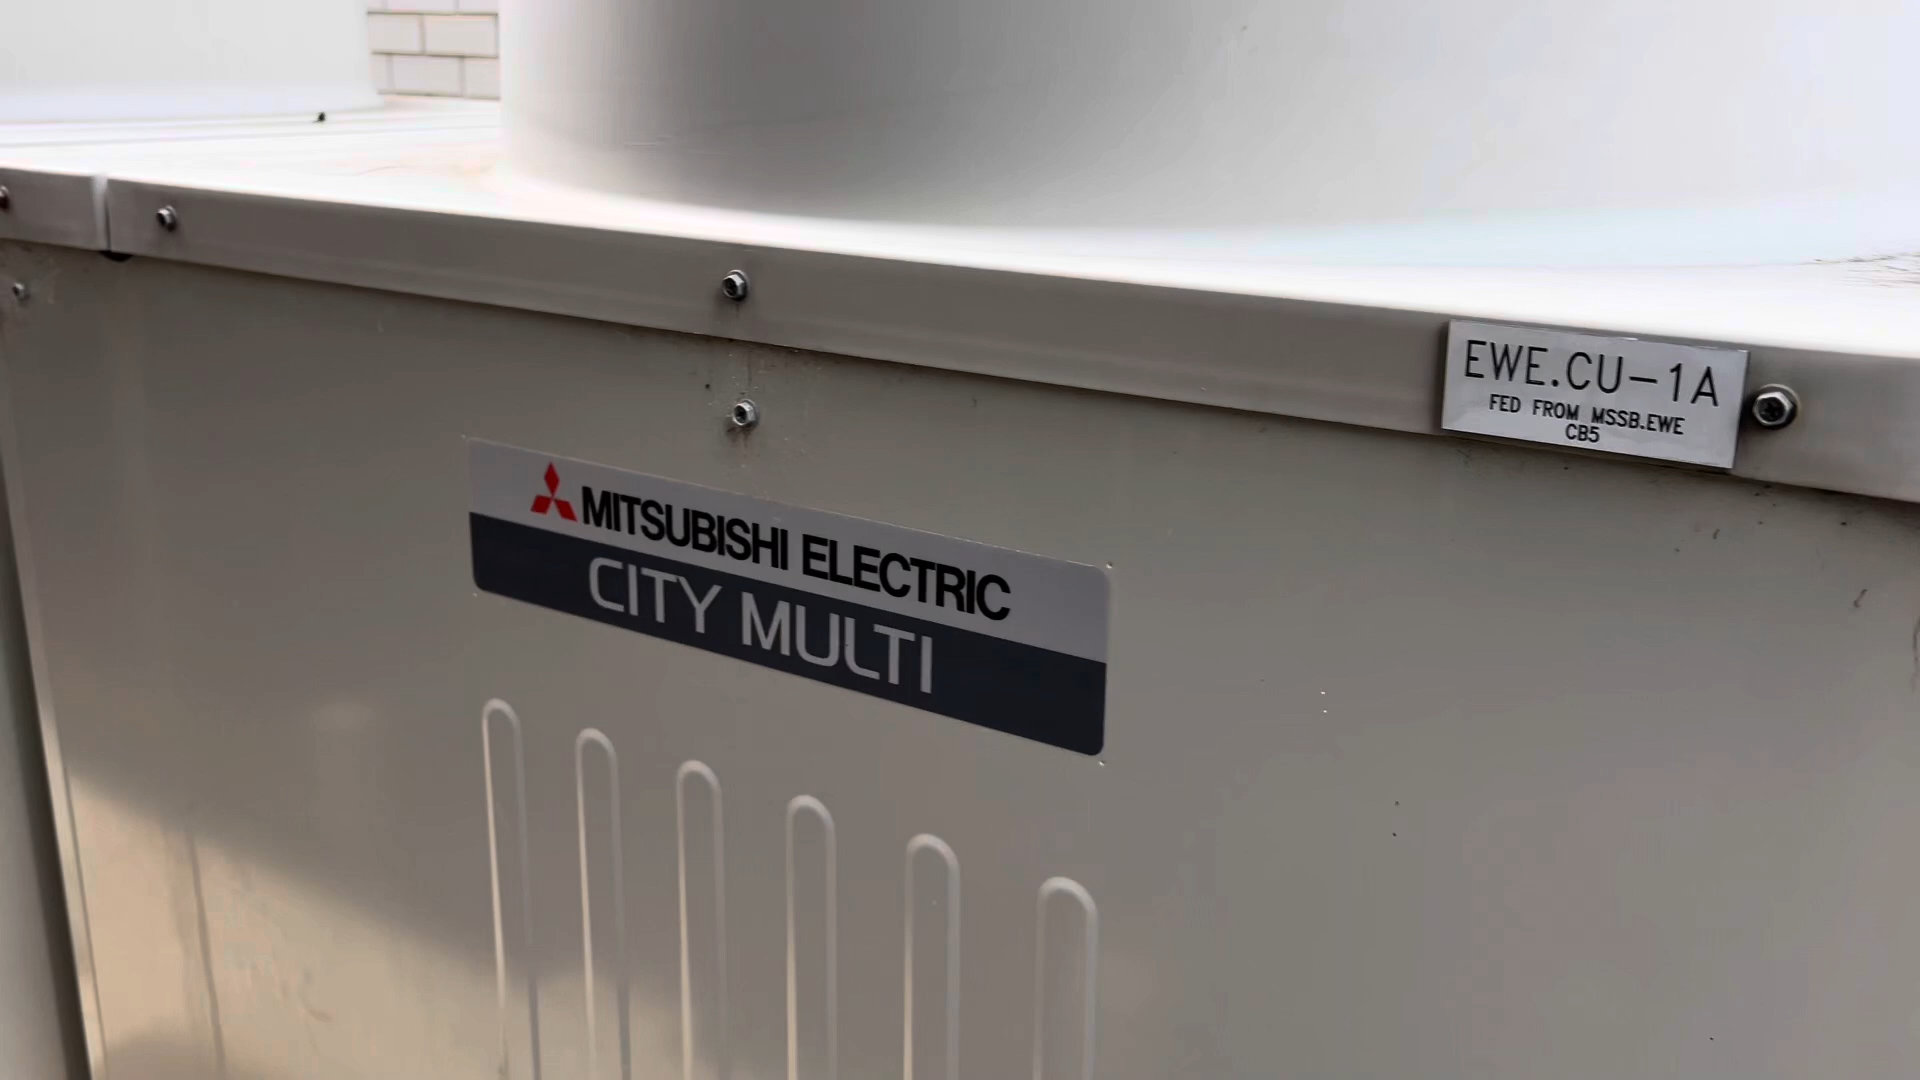 EWE.CU-1A
FED FROM MSSB.EWE
CB5
MITSUBISHI ELECTRIC
CITY MULTI